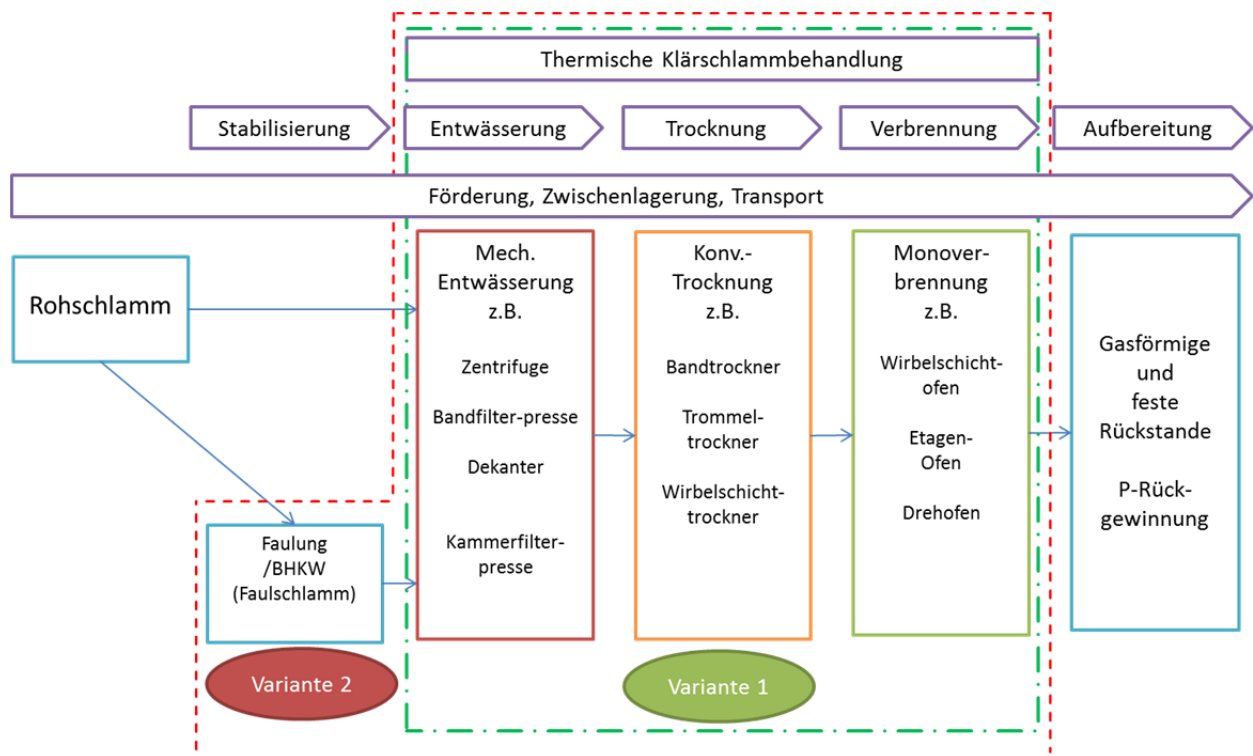 Thermische Klärschlammbehandlung
Stabilisierung
Entwässerung
Trocknung
Verbrennung
Aufbereitung
Förderung, Zwischenlagerung, Transport
Rohschlamm
Faulung
/BHKW
(Faulschlamm)
Mech.
Entwässerung
z.B.
Zentrifuge
Bandfilter-presse
Dekanter
Kammerfilter-
presse
Konv.-
Trocknung
z.B.
Bandtrockner
Trommel-
trockner
Wirbelschicht-
trockner
Monover-
brennung
z.B.
Wirbelschicht-
ofen
Etagen-
Ofen
Drehofen
Gasförmige
und
feste
Rückstande
P-Rück-
gewinnung
Variante 2
Variante 1